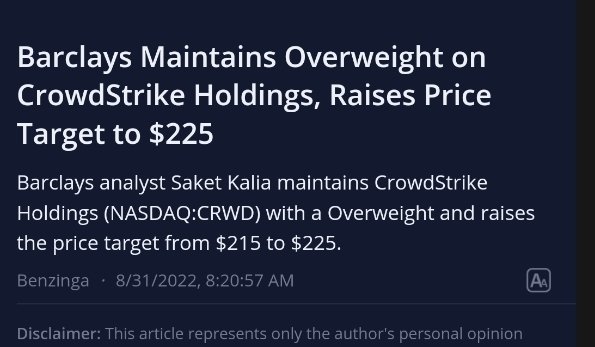 Barclays Maintains Overweight on
CrowdStrike Holdings, Raises Price
Target to $225
Barclays analyst Saket Kalia maintains CrowdStrike
Holdings (NASDAQ:CRWD) with a Overweight and raises
the price target from $215 to $225.
Benzinga · 8/31/2022, 8:20:57 AM
AA
Disclaimer: This article represents only the author's personal opinion